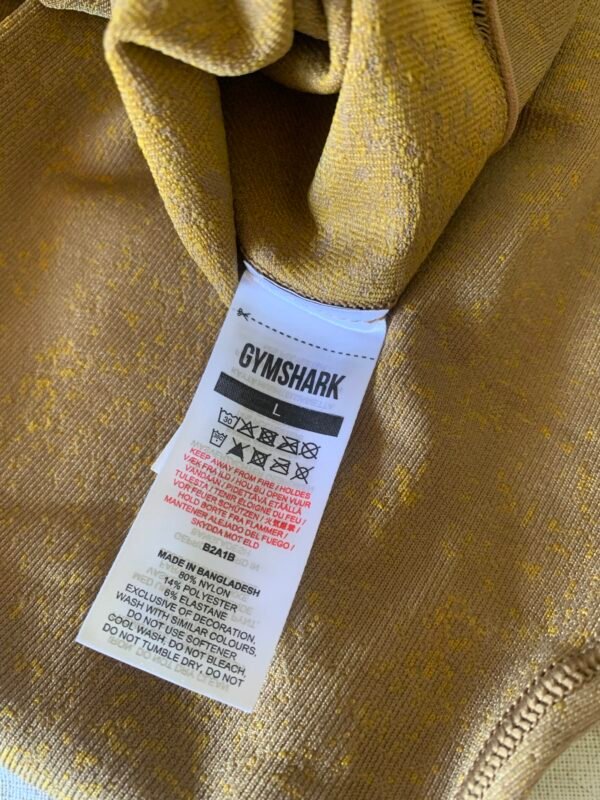 GYMSHARK
L
30
KEEP AWAY FROM FIRE / HOLDES
VÆK FRA ILD / HOU BIJ OPEN VUUR
VANDAAN / PIDETTÄVÄ ETÄÄLLÄ
TULESTA / TENIR ÉLOIGNE DU FEU /
VOR FEUER SCHÜTZEN / 火気厳禁 /
HOLD BORTE FRA FLAMMER /
MANTENER ALEJADO DEL FUEGO /
SKYDDA MOT ELD
B2A1B
MADE IN BANGLADESH
80% NYLON
14% POLYESTER
6% ELASTANE
EXCLUSIVE OF DECORATION.
WASH WITH SIMILAR COLOURS.
DO NOT USE SOFTENER
COOL WASH. DO NOT BLEACH.
DO NOT TUMBLE DRY. DO NOT